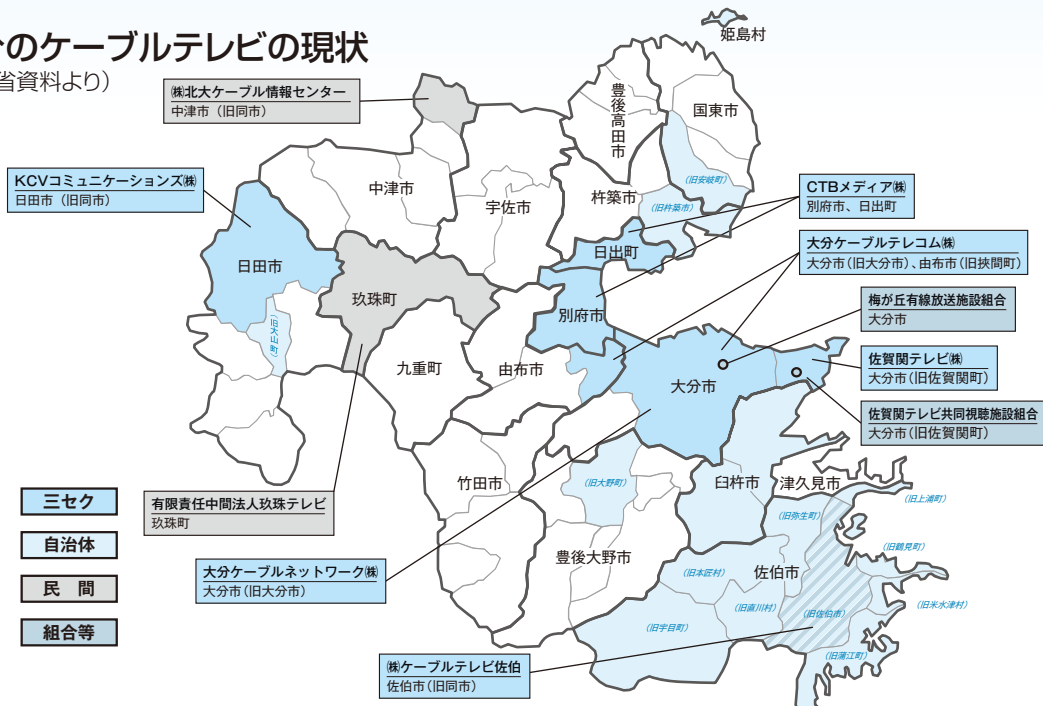 のケーブルテレビの現状
省資料より)
姫島村
㈱北大ケーブル情報センター
中津市（旧同市）
豊後高田市
国東市
KCVコミュニケーションズ㈱
日田市（旧同市）
中津市
宇佐市
杵築市
(旧安岐町)
(旧杵築市)
CTBメディア㈱
別府市、日出町
日出町
大分ケーブルテレコム㈱
大分市(旧大分市)、由布市(旧挾間町)
日田市
玖珠町
別府市
梅が丘有線放送施設組合
大分市
(旧大山町)
九重町
由布市
大分市
佐賀関テレビ㈱
大分市(旧佐賀関町)
佐賀関テレビ共同視聴施設組合
大分市(旧佐賀関町)
三セク
自治体
民　間
組合等
有限責任中間法人玖珠テレビ
玖珠町
竹田市
(旧大野町)
臼杵市
津久見市
(旧上浦町)
(旧弥生町)
(旧鶴見町)
大分ケーブルネットワーク㈱
大分市(旧大分市)
豊後大野市
(旧本匠村)
佐伯市
(旧直川村)
(旧佐伯市)
(旧米水津村)
(旧宇目町)
(旧蒲江町)
㈱ケーブルテレビ佐伯
佐伯市(旧同市)